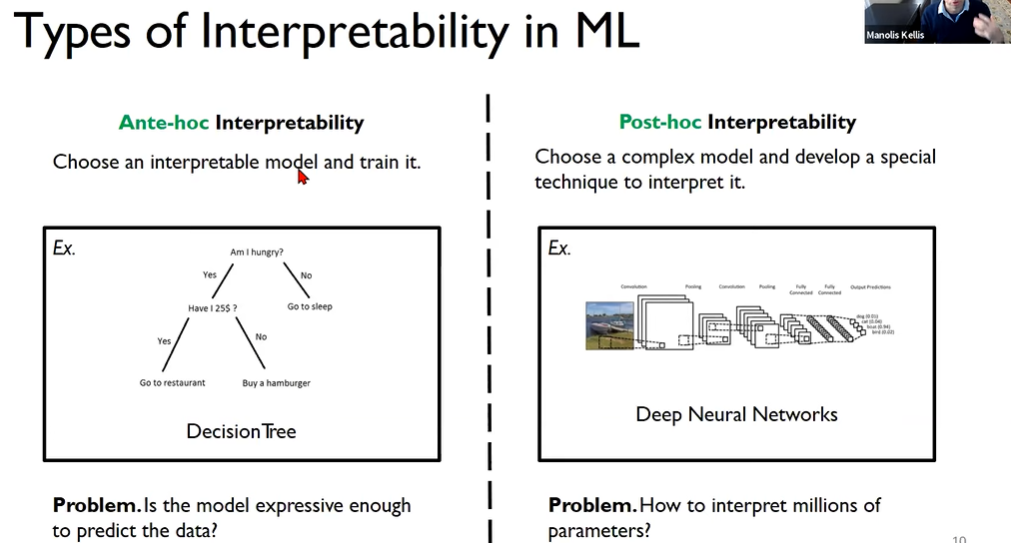 Types of Interpretability in ML
Manolis Kellis
Ante-hoc Interpretability
Choose an interpretable model and train it.
Ex.
Am I hungry?
Yes
No
Have I 25$ ?
Go to sleep
Yes
No
Go to restaurant
Buy a hamburger
DecisionTree
Problem. Is the model expressive enough
to predict the data?
Post-hoc Interpretability
Choose a complex model and develop a special
technique to interpret it.
Ex.
Convolution
Pooling
Convolution
Pooling
Fully
Connected
Fully
Connected
Output Predictions
dog (0.01)
cat (0.04)
boat (0.94)
bird (0.02)
Deep Neural Networks
Problem. How to interpret millions of
parameters?
10